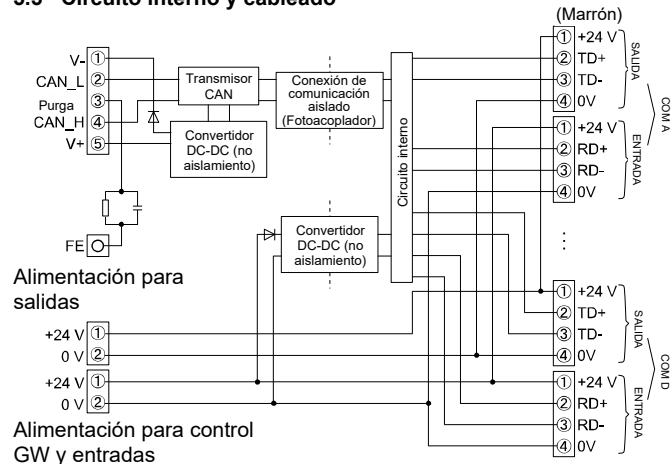 3.3 Circuito interno y cableado
(Marrón)
V- ①
CAN_L ②
Purga ③
CAN_H ④
V+ ⑤
FE
Transmisor
CAN
Conexión de
comunicación
aislado
(Fotoacoplador)
Convertidor
DC-DC (no
aislamiento)
Convertidor
DC-DC (no
aislamiento)
Circuito interno
Alimentación para
salidas
+24 V ①
0 V ②
+24 V ①
0 V ②
Alimentación para control
GW y entradas
① +24 V
② TD+
③ TD-
④ 0V
SALIDA
① +24 V
② RD+
③ RD-
④ 0V
ENTRADA
COM A
⋮
① +24 V
② TD+
③ TD-
④ 0V
SALIDA
① +24 V
② RD+
③ RD-
④ 0V
ENTRADA
COM D